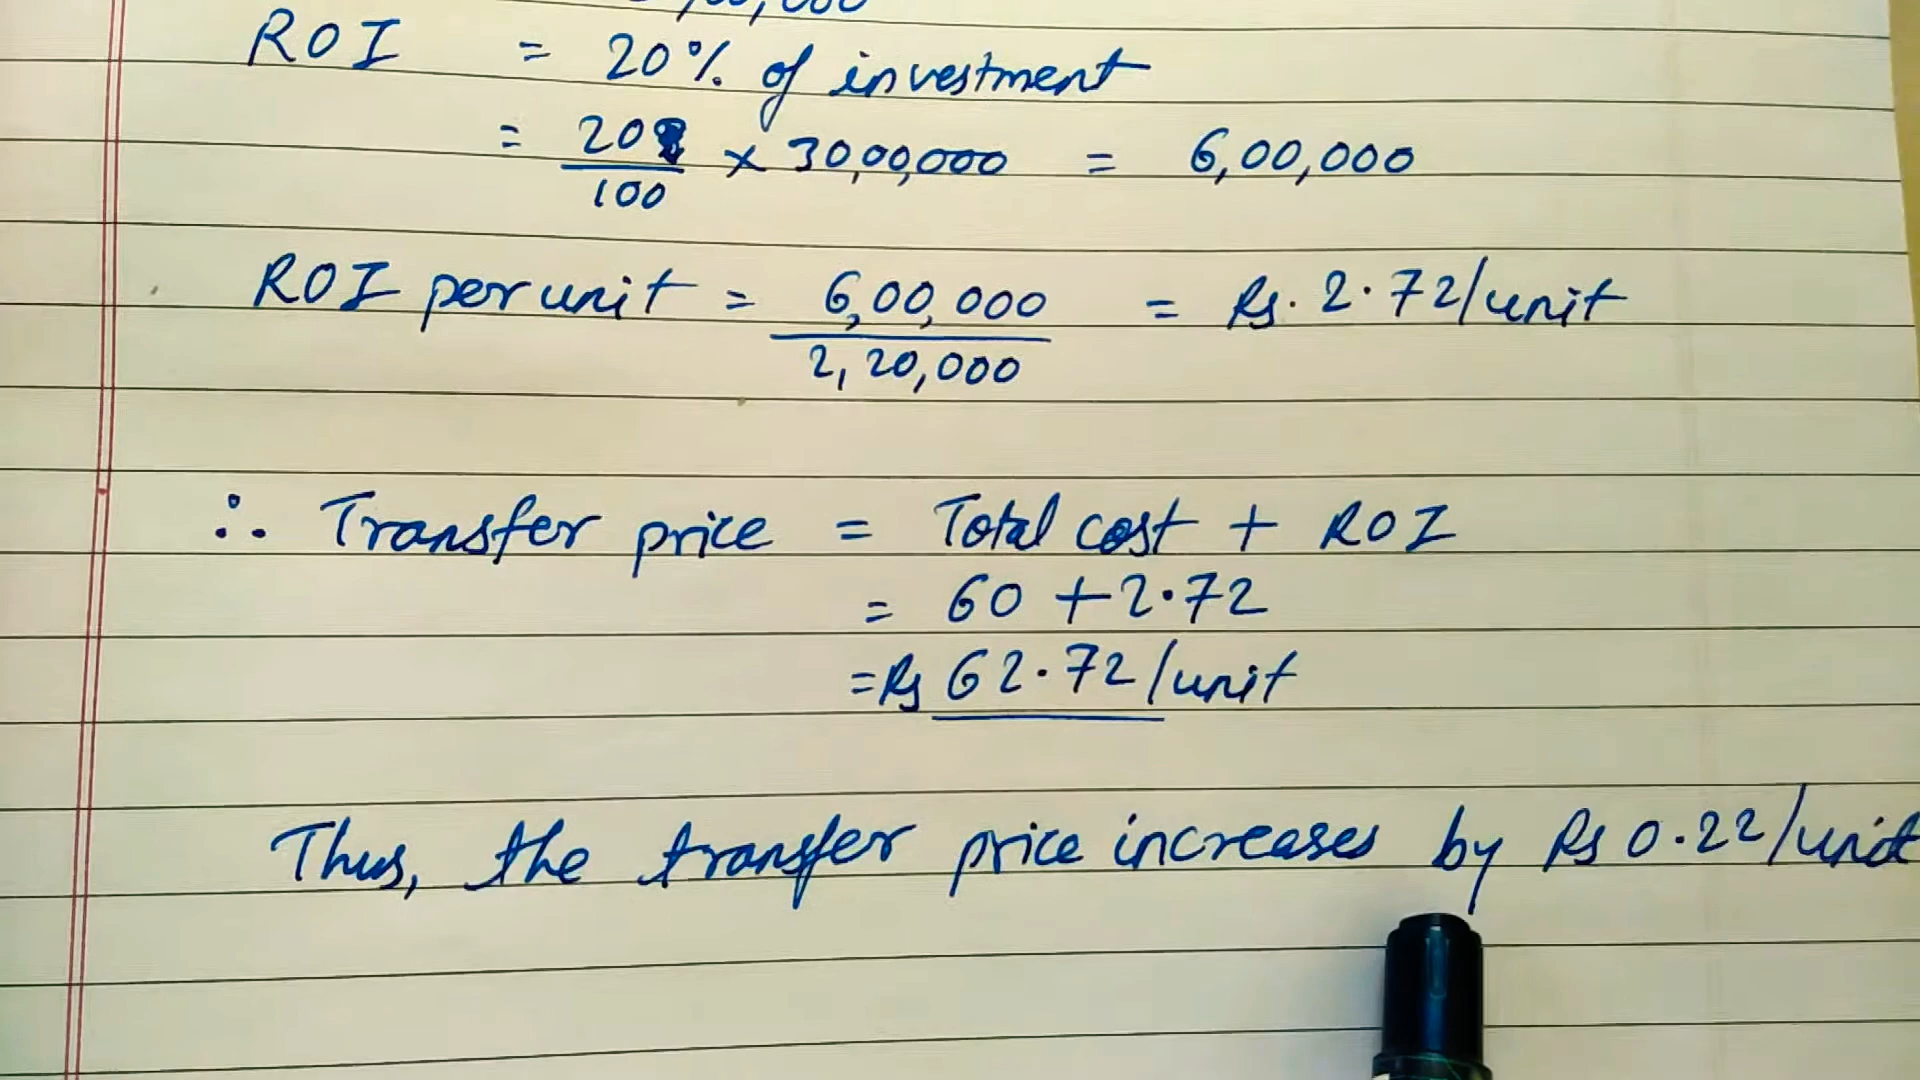 ROI = 20% of investment
= 20/100 × 30,00,000 = 6,00,000
ROI per unit = 6,00,000/2,20,000 = Rs. 2.72/unit
∴ Transfer price = Total cost + ROI
= 60 + 2.72
= Rs 62.72/unit
Thus, the transfer price increases by Rs 0.22/unit